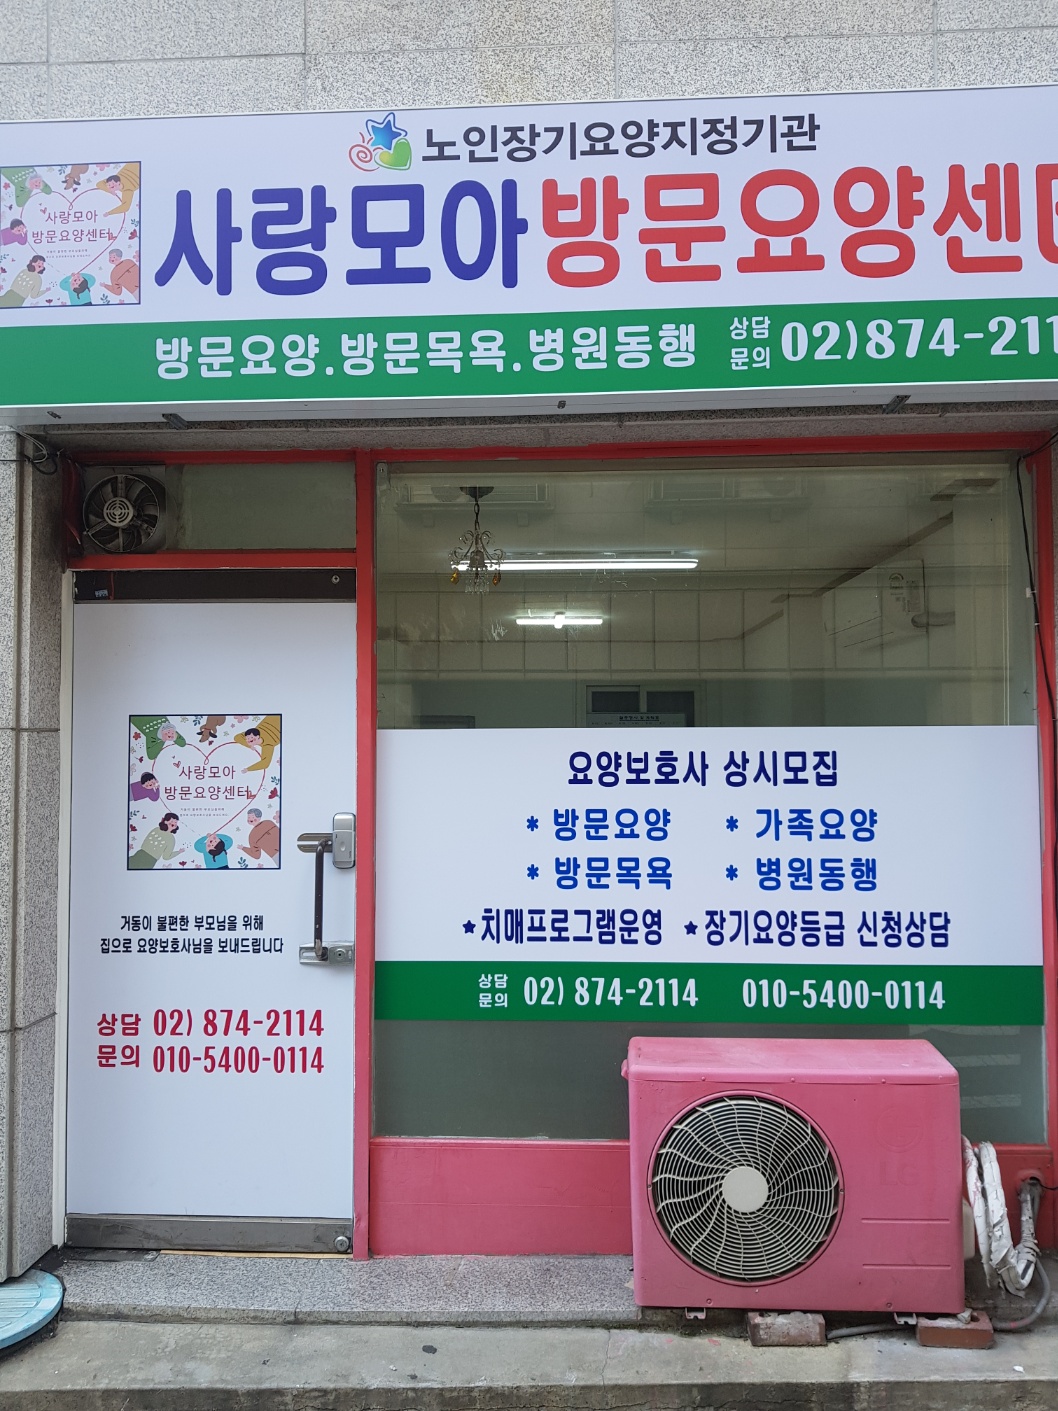 노인장기요양지정기관
사랑모아
방문요양센터
사랑모아방문요양센터
방문요양.방문목욕.병원동행
상담
문의
02)874-211
사랑모아
방문요양센터
거동이 불편한 부모님을 위해
집으로 요양보호사님을 보내드립니다
상담 02) 874-2114
문의 010-5400-0114
요양보호사 상시모집
* 방문요양 * 가족요양
* 방문목욕 * 병원동행
★치매프로그램운영 ★장기요양등급 신청상담
상담
문의
02) 874-2114 010-5400-0114
LG